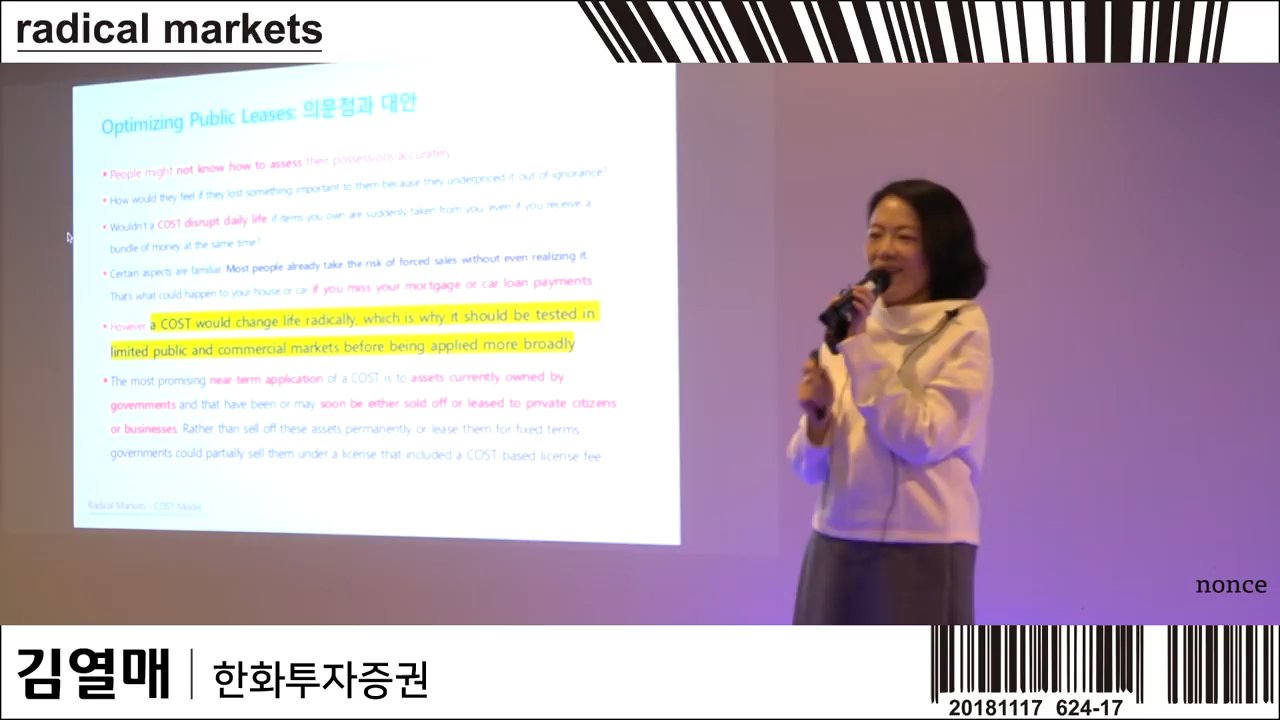 radical markets
Optimizing Public Leases: 의문점과 대안
• People might not know how to assess their possessions accurately
• How would they feel if they lost something important to them because they underpriced it out of ignorance?
• Wouldn't a COST disrupt daily life if items you own are suddenly taken from you, even if you receive a
bundle of money at the same time?
• Certain aspects are familiar. Most people already take the risk of forced sales without even realizing it.
That's what could happen to your house or car if you miss your mortgage or car loan payments
• However a COST would change life radically, which is why it should be tested in
limited public and commercial markets before being applied more broadly
• The most promising near-term application of a COST is to assets currently owned by
governments and that have been or may soon be either sold off or leased to private citizens
or businesses. Rather than sell off these assets permanently or lease them for fixed terms,
governments could partially sell them under a license that included a COST-based license fee
Radical Markets - COST Model
nonce
김열매 | 한화투자증권
20181117 624-17